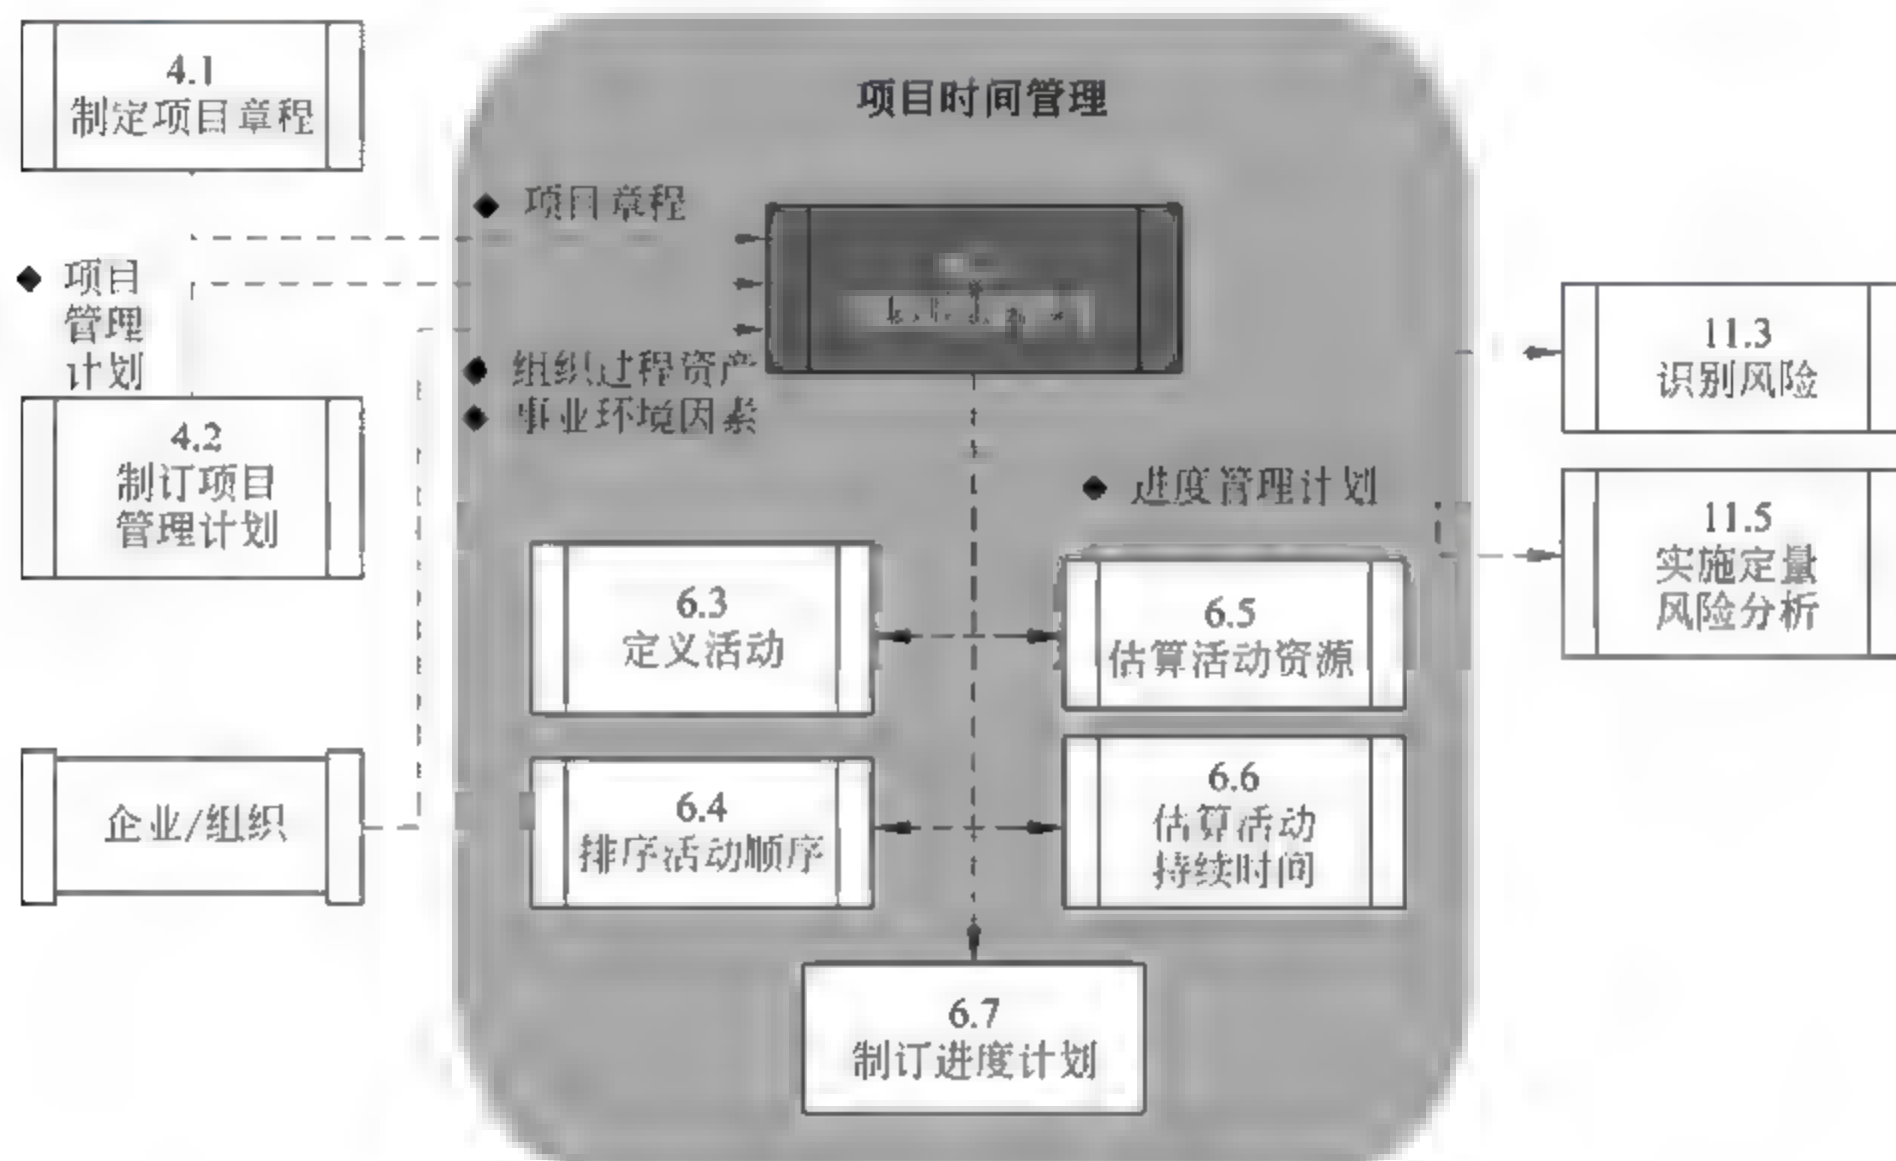 4.1
制定项目章程
项目时间管理
◆ 项目章程
◆ 项目
管理
计划
◆ 组织过程资产
◆ 事业环境因素
4.2
制订项目
管理计划
11.3
识别风险
◆ 进度管理计划
11.5
实施定量
风险分析
6.3
定义活动
6.5
估算活动资源
企业/组织
6.4
排序活动顺序
6.6
估算活动
持续时间
6.7
制订进度计划